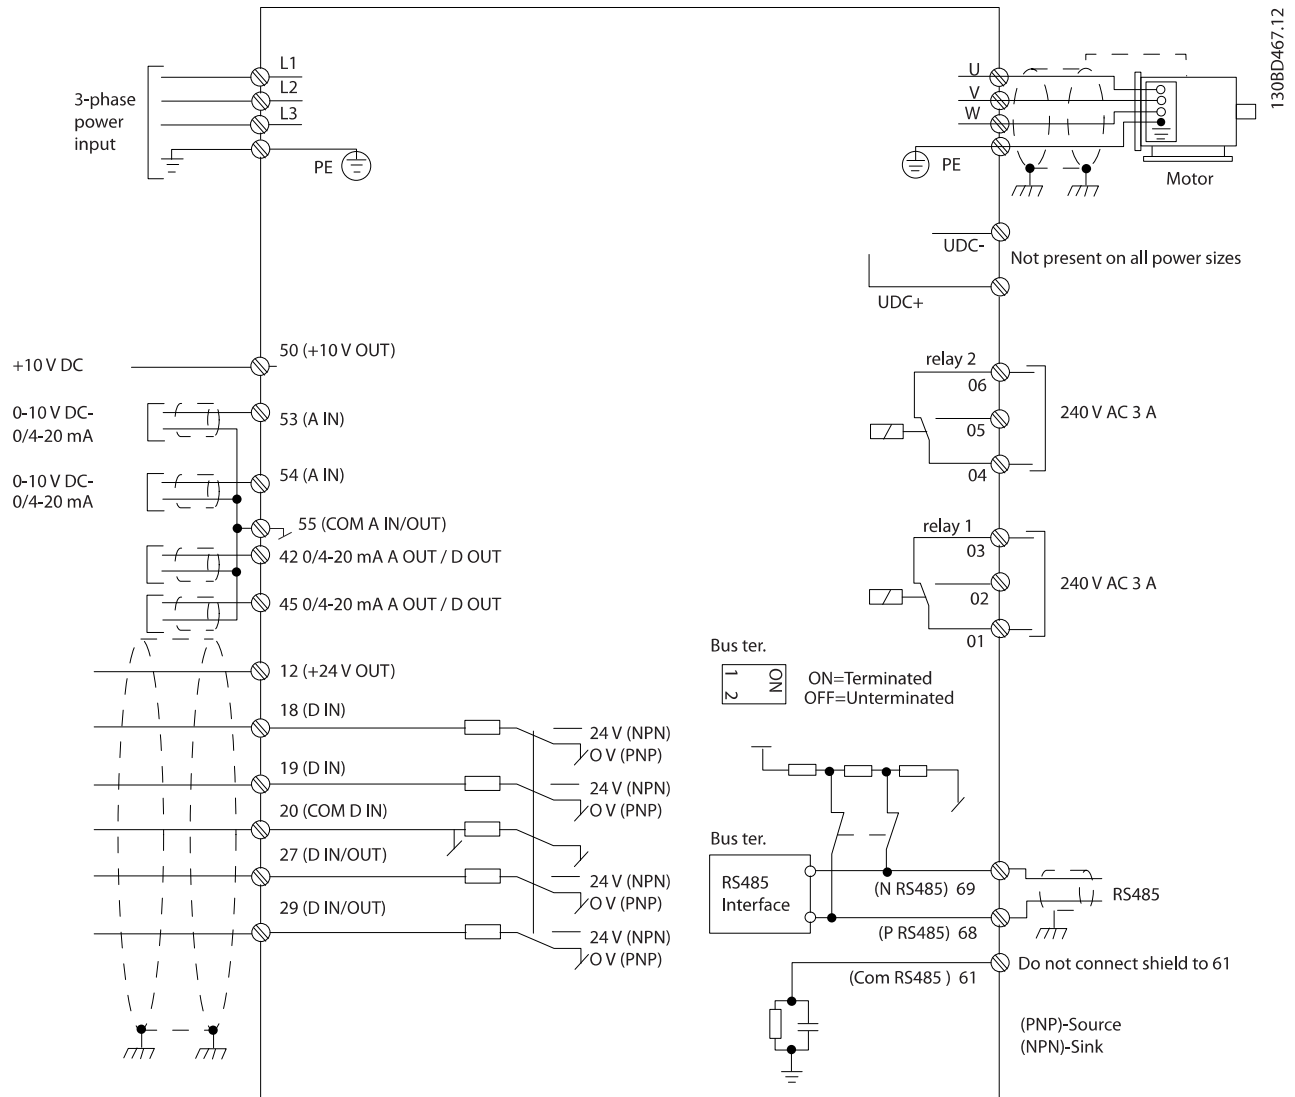 130BD467.12
L1
L2
L3
3-phase
power
input
PE
U
V
W
PE
Motor
UDC-
Not present on all power sizes
UDC+
+10 V DC
50 (+10 V OUT)
0-10 V DC-
0/4-20 mA
53 (A IN)
0-10 V DC-
0/4-20 mA
54 (A IN)
55 (COM A IN/OUT)
42 0/4-20 mA A OUT / D OUT
45 0/4-20 mA A OUT / D OUT
12 (+24 V OUT)
18 (D IN)
24 V (NPN)
O V (PNP)
19 (D IN)
24 V (NPN)
O V (PNP)
20 (COM D IN)
27 (D IN/OUT)
24 V (NPN)
O V (PNP)
29 (D IN/OUT)
24 V (NPN)
O V (PNP)
relay 2
06
05
04
240 V AC 3 A
relay 1
03
02
01
240 V AC 3 A
Bus ter.
1
2
ON
ON=Terminated
OFF=Unterminated
Bus ter.
RS485
Interface
(N RS485) 69
RS485
(P RS485) 68
(Com RS485 ) 61
Do not connect shield to 61
(PNP)-Source
(NPN)-Sink